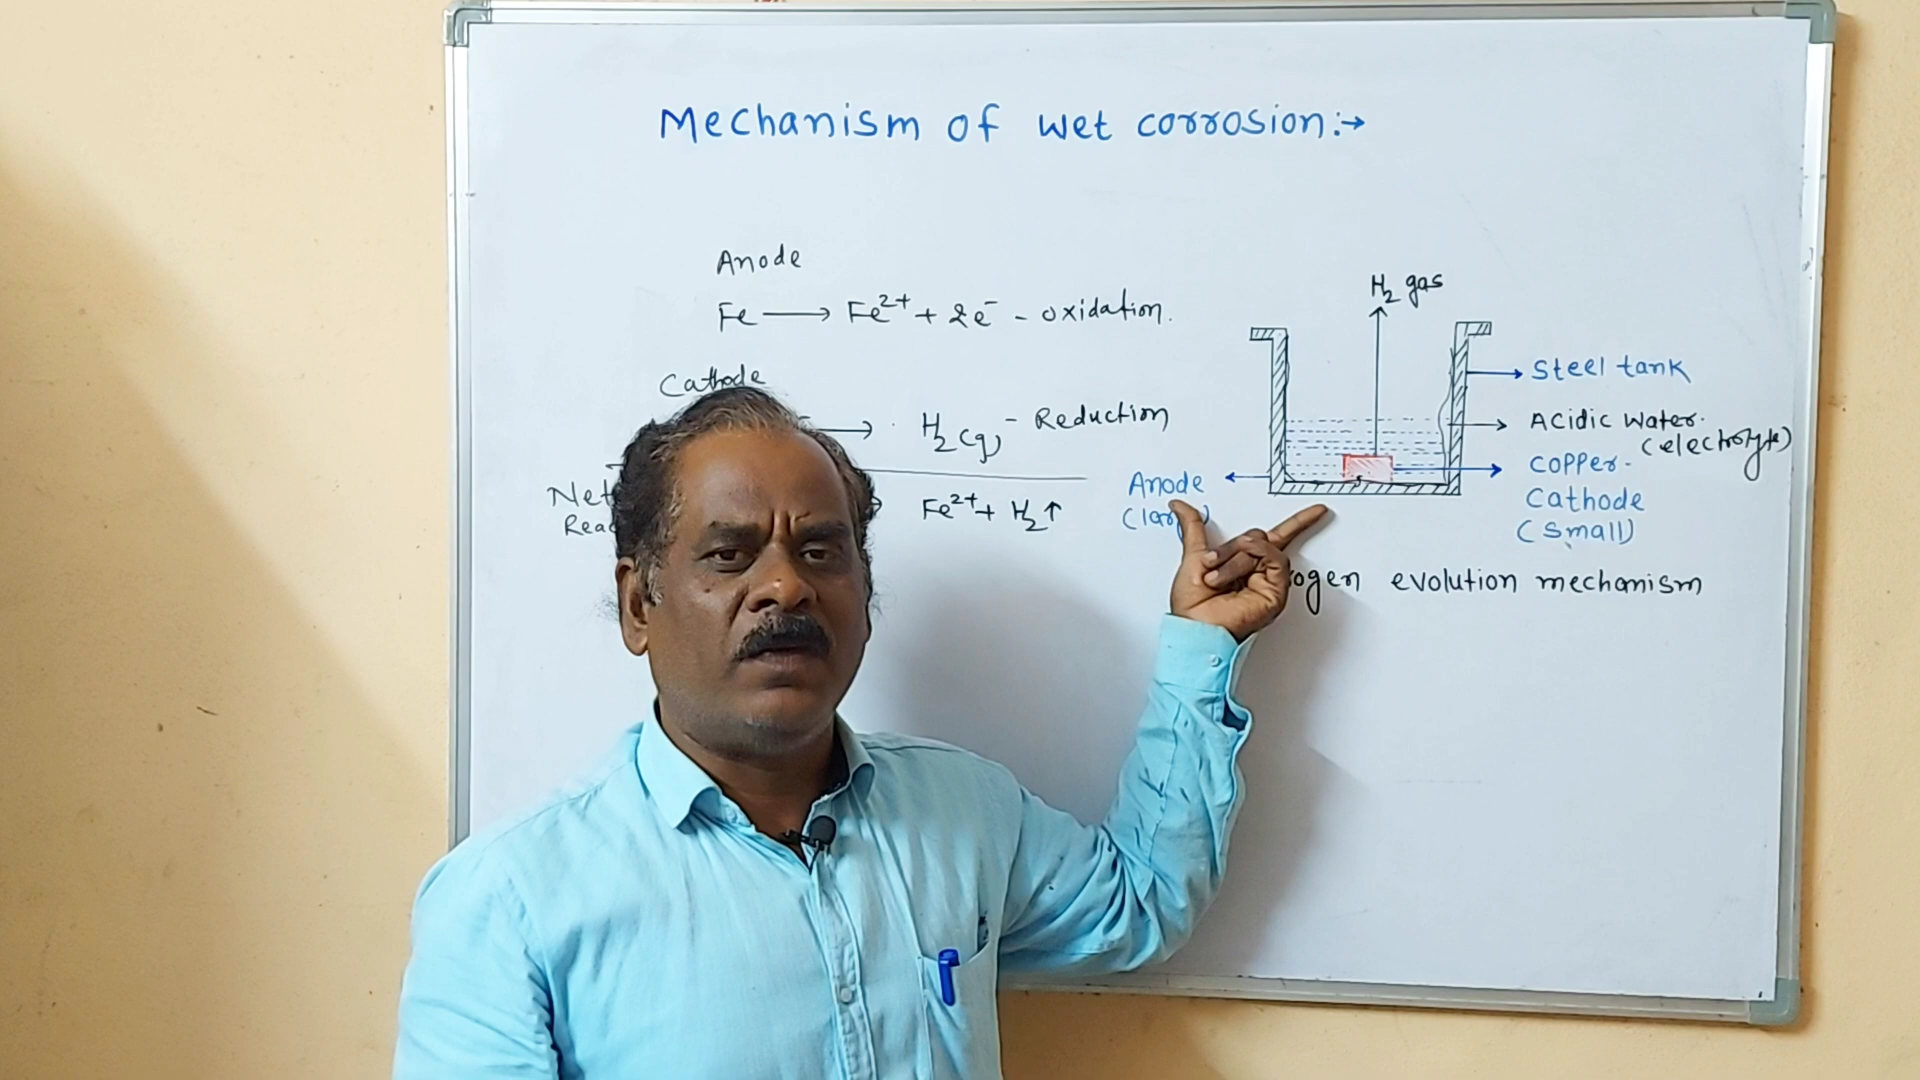 Mechanism of wet corrosion:→
Anode
Fe ⟶ Fe²⁺ + 2e⁻ - oxidation.
Cathode
⟶ H₂(g) - Reduction
Net
Fe²⁺ + H₂↑
H₂ gas
Steel tank
Acidic water.
(electrolyte)
Copper.
Cathode
(small)
Anode
evolution mechanism